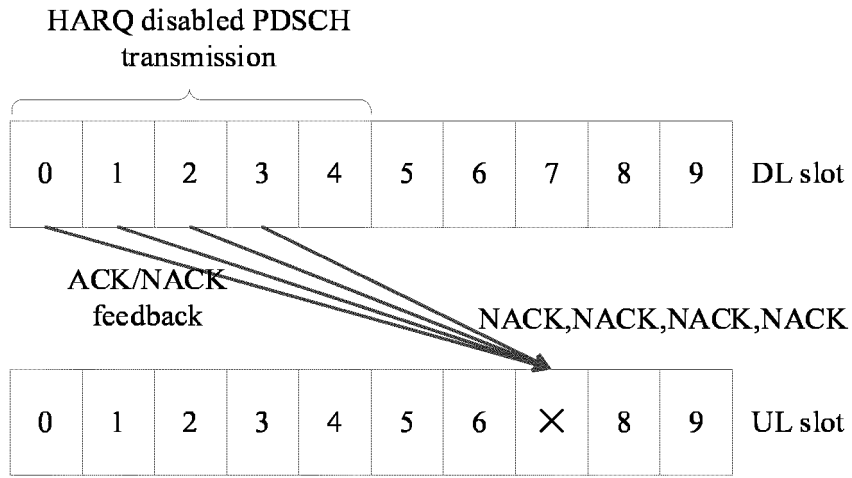 HARQ disabled PDSCH
transmission
0 1 2 3 4 5 6 7 8 9 DL slot
ACK/NACK
feedback
NACK,NACK,NACK,NACK
0 1 2 3 4 5 6 × 8 9 UL slot